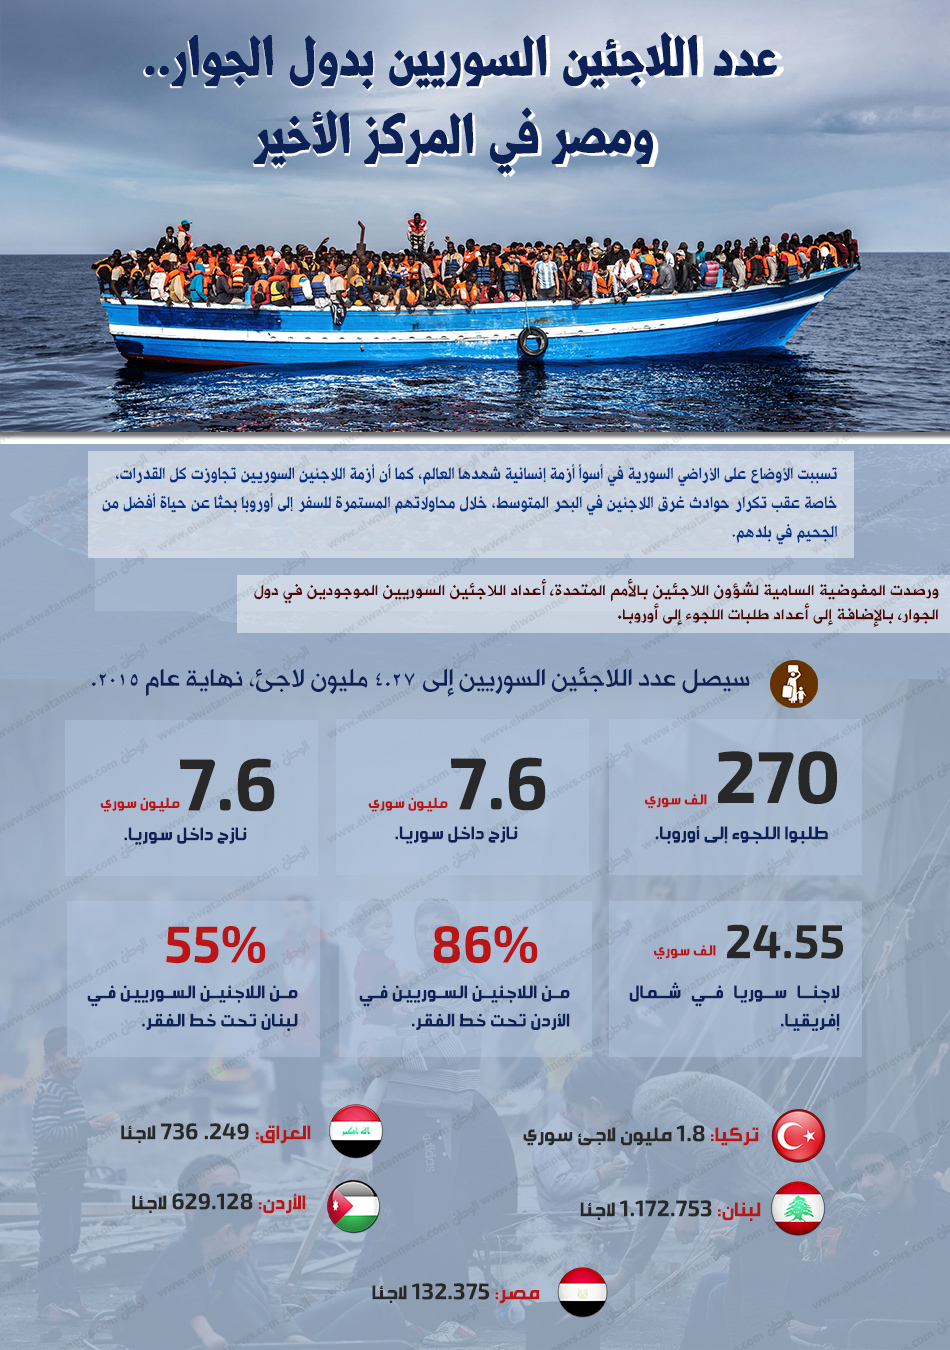 عدد اللاجئين السوريين بدول الجوار..
ومصر في المركز الأخير
تسببت الأوضاع على الأراضي السورية في أسوأ أزمة إنسانية شهدها العالم، كما أن أزمة اللاجئين السوريين تجاوزت كل القدرات،
خاصة عقب تكرار حوادث غرق اللاجئين في البحر المتوسط، خلال محاولاتهم المستمرة للسفر إلى أوروبا بحثا عن حياة أفضل من
الجحيم في بلدهم.
ورصدت المفوضية السامية لشؤون اللاجئين بالأمم المتحدة، أعداد اللاجئين السوريين الموجودين في دول
الجوار، بالإضافة إلى أعداد طلبات اللجوء إلى أوروبا.
سيصل عدد اللاجئين السوريين إلى ٤.٢٧ مليون لاجئ، نهاية عام ٢٠١٥.
270 الف سوري
طلبوا اللجوء إلى أوروبا.
7.6 مليون سوري
نازح داخل سوريا.
7.6 مليون سوري
نازح داخل سوريا.
24.55 الف سوري
لاجئا سوريا في شمال
إفريقيا.
86%
من اللاجئين السوريين في
الأردن تحت خط الفقر.
55%
من اللاجئين السوريين في
لبنان تحت خط الفقر.
تركيا: 1.8 مليون لاجئ سوري
العراق: 249. 736 لاجئا
لبنان: 1.172.753 لاجئا
الأردن: 629.128 لاجئا
مصر: 132.375 لاجئا
الوطن www.elwatannews.com